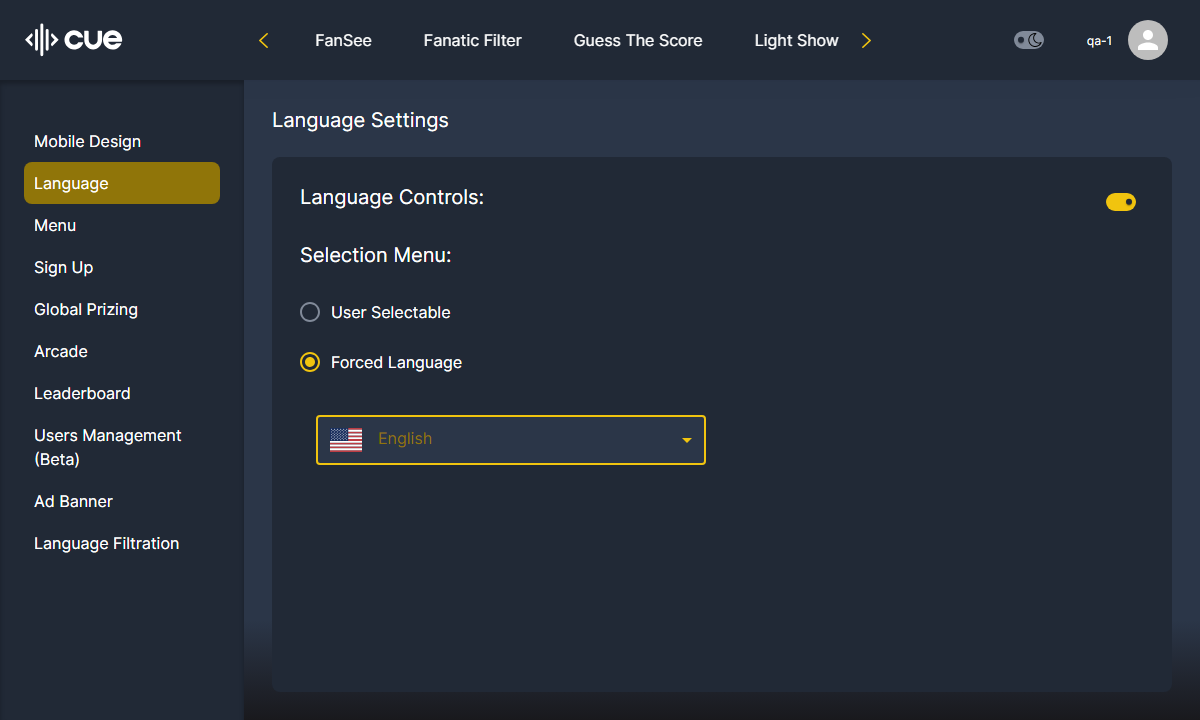 cue
FanSee
Fanatic Filter
Guess The Score
Light Show
qa-1
Mobile Design
Language
Menu
Sign Up
Global Prizing
Arcade
Leaderboard
Users Management
(Beta)
Ad Banner
Language Filtration
Language Settings
Language Controls:
Selection Menu:
User Selectable
Forced Language
English